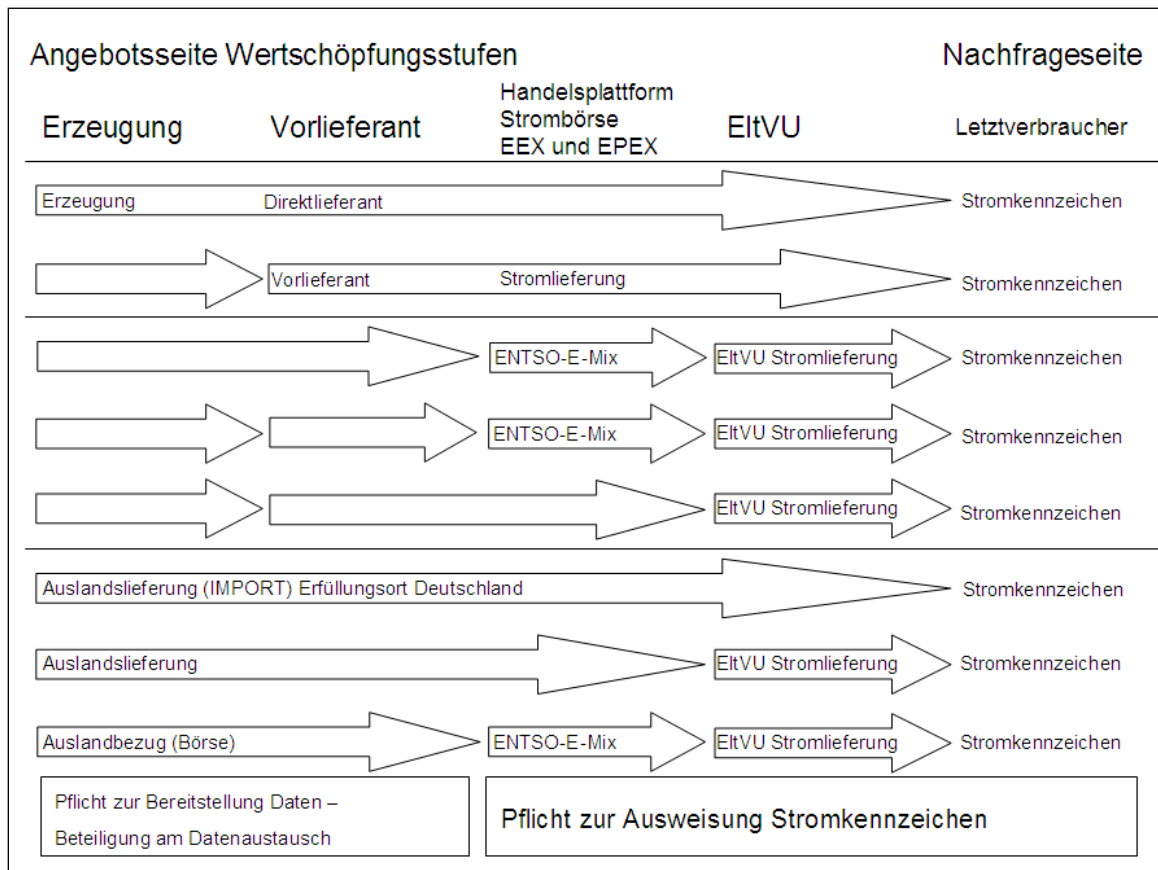 Angebotsseite Wertschöpfungsstufen
Nachfrageseite
Erzeugung
Vorlieferant
Handelsplattform
Strombörse
EEX und EPEX
EltVU
Letztverbraucher
Erzeugung Direktlieferant Stromkennzeichen
Vorlieferant Stromlieferung Stromkennzeichen
ENTSO-E-Mix EltVU Stromlieferung Stromkennzeichen
ENTSO-E-Mix EltVU Stromlieferung Stromkennzeichen
EltVU Stromlieferung Stromkennzeichen
Auslandslieferung (IMPORT) Erfüllungsort Deutschland Stromkennzeichen
Auslandslieferung EltVU Stromlieferung Stromkennzeichen
Auslandbezug (Börse) ENTSO-E-Mix EltVU Stromlieferung Stromkennzeichen
Pflicht zur Bereitstellung Daten –
Beteiligung am Datenaustausch
Pflicht zur Ausweisung Stromkennzeichen